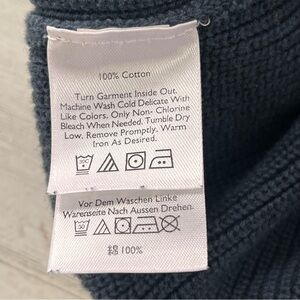 100% Cotton
Turn Garment Inside Out.
Machine Wash Cold Delicate With
Like Colors. Only Non- Chlorine
Bleach When Needed. Tumble Dry
Low. Remove Promptly. Warm
Iron As Desired.
Vor Dem Waschen Linke
Warenseite Nach Aussen Drehen.
100%